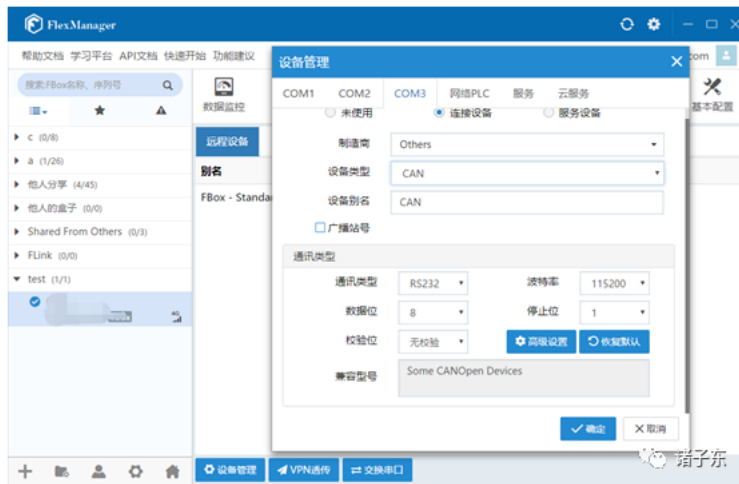 FlexManager
帮助文档 学习平台 API文档 快速开始 功能建议
com
搜索:FBox名称、序列号
数据监控
基本配置
c (0/8)
a (1/26)
他人分享 (4/45)
他人的盒子 (0/0)
Shared From Others (0/3)
FLink (0/0)
test (1/1)
4G
远程设备
别名
FBox - Standa
设备管理
COM1 COM2 COM3 网络PLC 服务 云服务
未使用 连接设备 服务设备
制造商 Others
设备类型 CAN
设备别名 CAN
广播站号
通讯类型
通讯类型 RS232 波特率 115200
数据位 8 停止位 1
校验位 无校验 高级设置 恢复默认
兼容型号 Some CANOpen Devices
确定 取消
设备管理 VPN透传 交换串口
诸子东